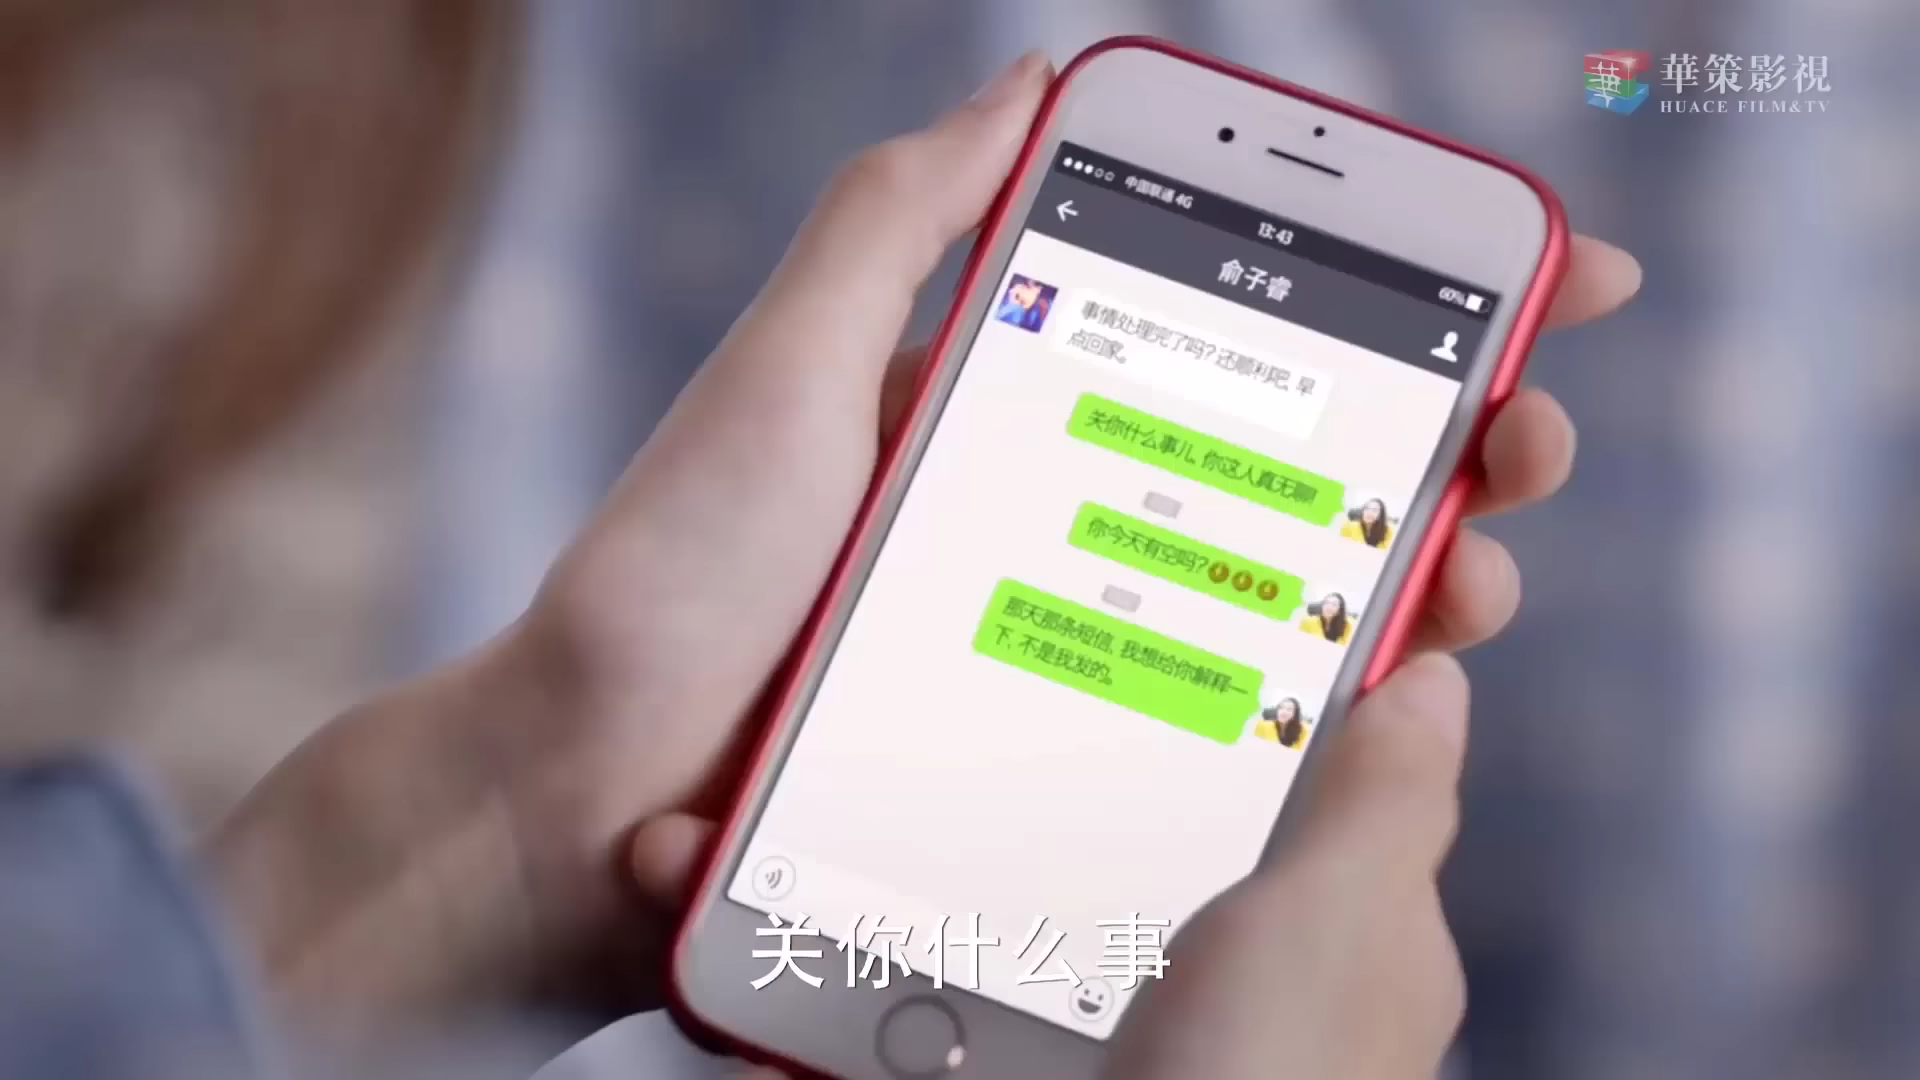 華策影視
HUACE FILM&TV
中国联通 4G
13:43
60%
俞子睿
事情处理完了吗？还顺利吧，早
点回家。
关你什么事儿，你这人真无聊！
你今天有空吗？
那天那条短信，我想给你解释一
下，不是我发的。
关你什么事